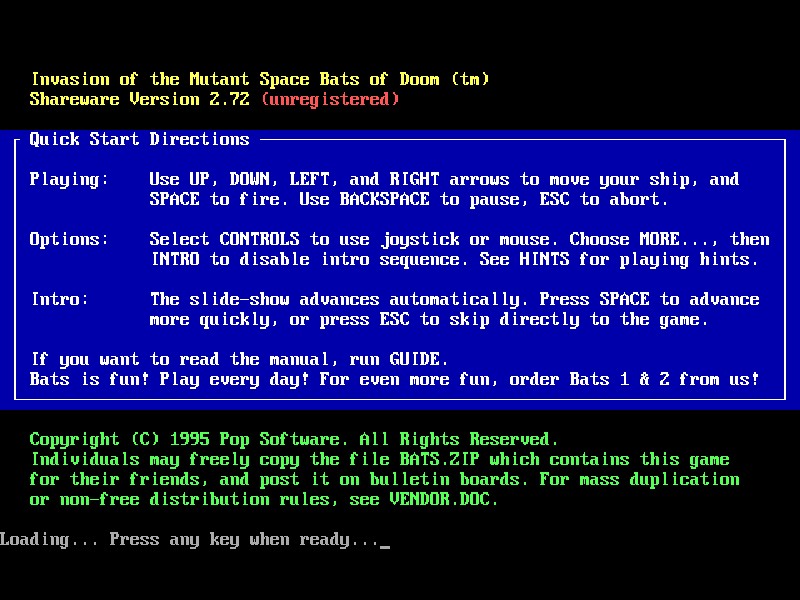 Invasion of the Mutant Space Bats of Doom (tm)
Shareware Version 2.72 (unregistered)
Quick Start Directions
Playing: Use UP, DOWN, LEFT, and RIGHT arrows to move your ship, and
SPACE to fire. Use BACKSPACE to pause, ESC to abort.
Options: Select CONTROLS to use joystick or mouse. Choose MORE..., then
INTRO to disable intro sequence. See HINTS for playing hints.
Intro: The slide-show advances automatically. Press SPACE to advance
more quickly, or press ESC to skip directly to the game.
If you want to read the manual, run GUIDE.
Bats is fun! Play every day! For even more fun, order Bats 1 & 2 from us!
Copyright (C) 1995 Pop Software. All Rights Reserved.
Individuals may freely copy the file BATS.ZIP which contains this game
for their friends, and post it on bulletin boards. For mass duplication
or non-free distribution rules, see VENDOR.DOC.
Loading... Press any key when ready..._